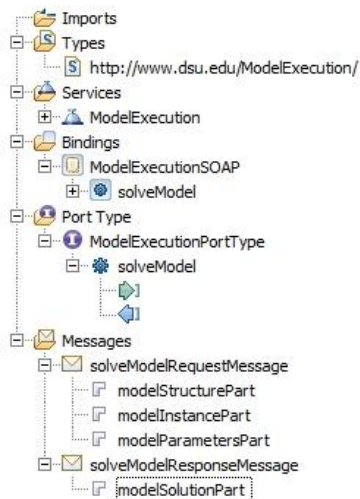 Imports
Types
http://www.dsu.edu/ModelExecution/
Services
ModelExecution
Bindings
ModelExecutionSOAP
solveModel
Port Type
ModelExecutionPortType
solveModel
Messages
solveModelRequestMessage
modelStructurePart
modelInstancePart
modelParametersPart
solveModelResponseMessage
modelSolutionPart